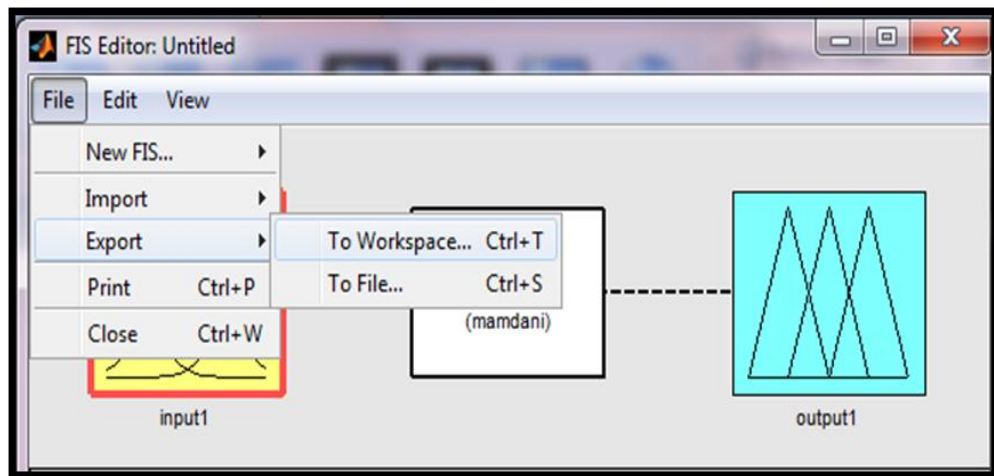 FIS Editor: Untitled
File Edit View
New FIS...
Import
Export
To Workspace... Ctrl+T
Print Ctrl+P
To File... Ctrl+S
Close Ctrl+W
(mamdani)
input1
output1